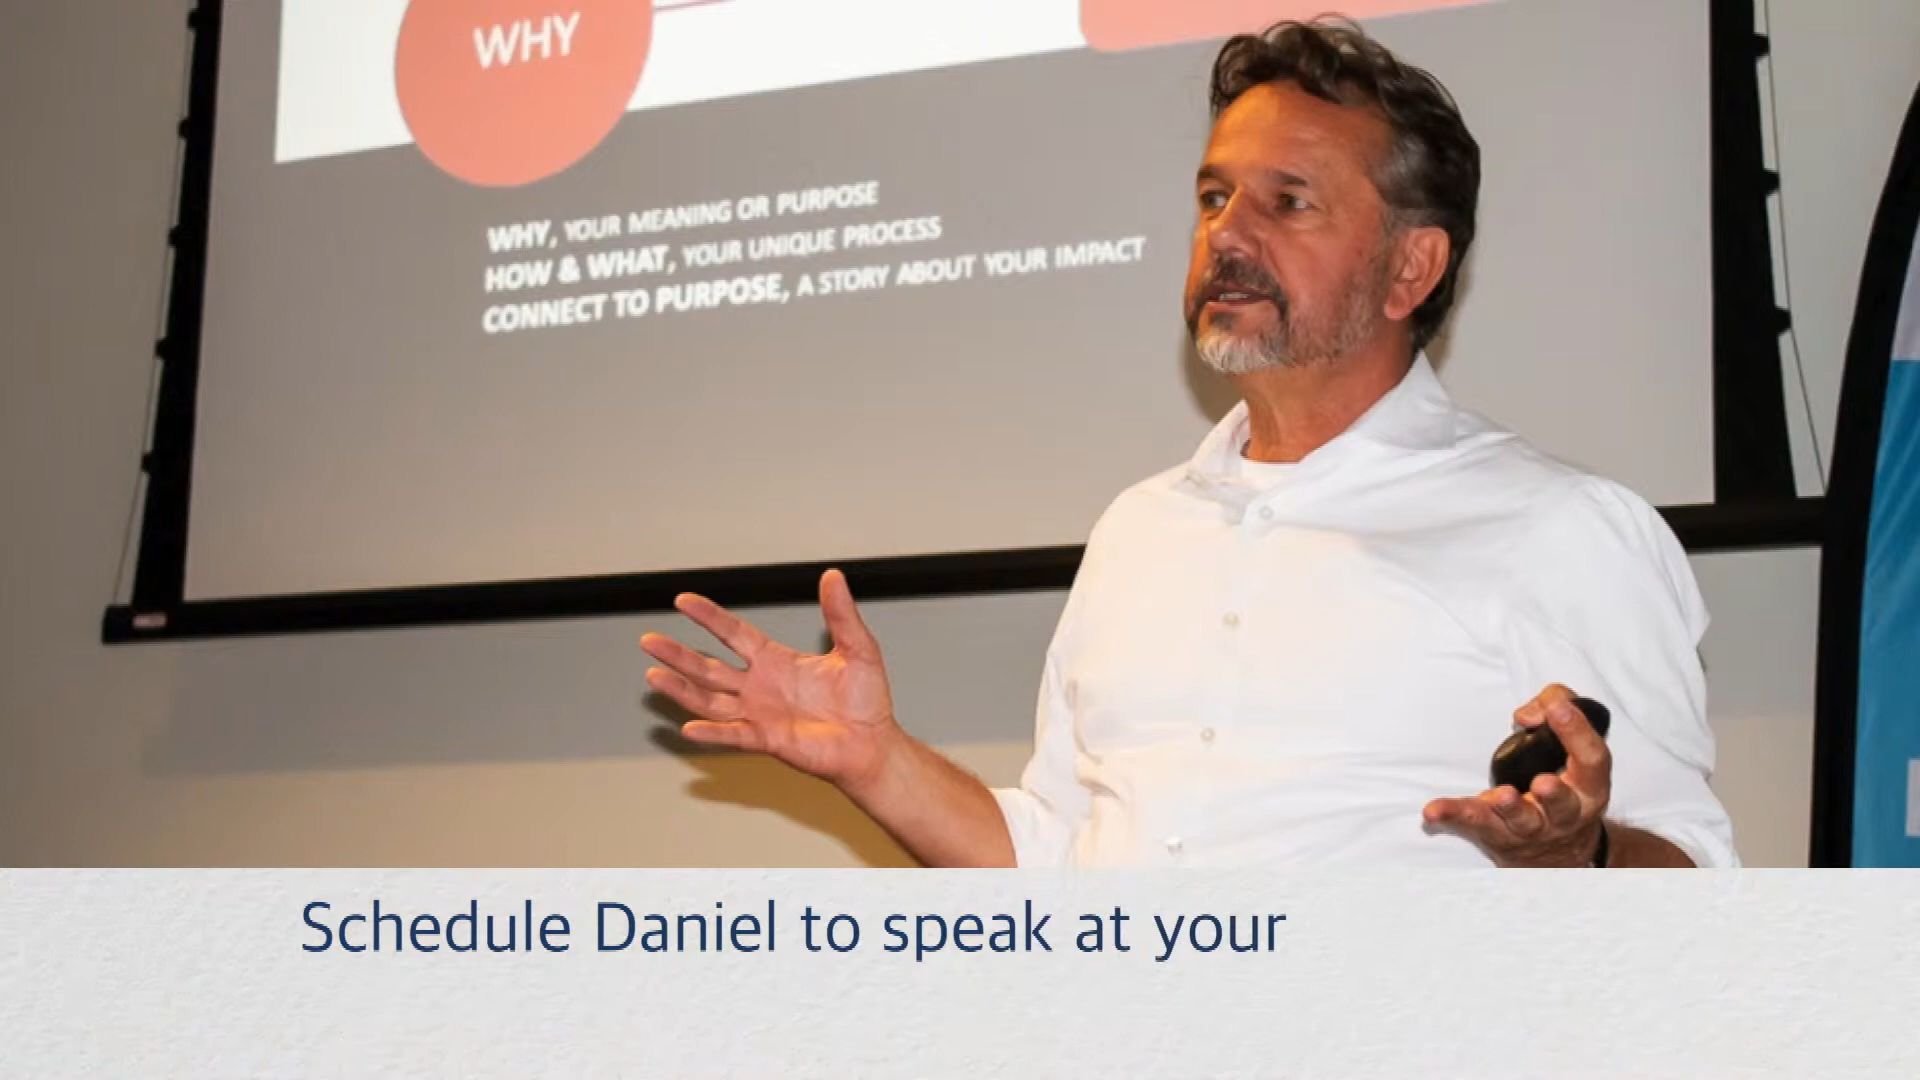 WHY
WHY, YOUR MEANING OR PURPOSE
HOW & WHAT, YOUR UNIQUE PROCESS
CONNECT TO PURPOSE, A STORY ABOUT YOUR IMPACT
Schedule Daniel to speak at your